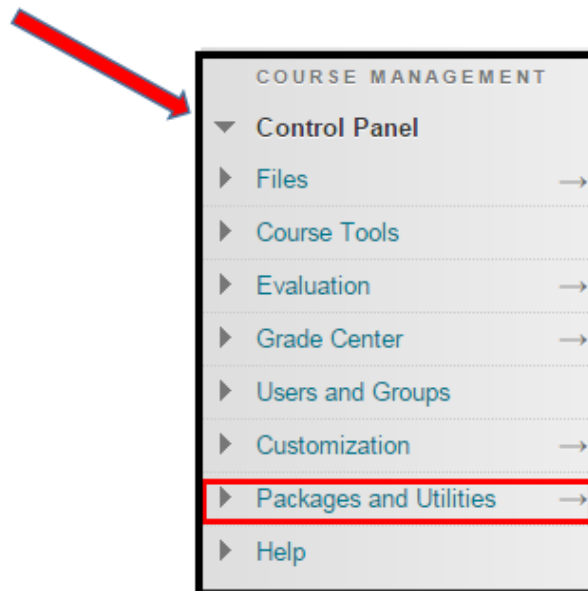 COURSE MANAGEMENT
Control Panel
Files
Course Tools
Evaluation
Grade Center
Users and Groups
Customization
Packages and Utilities
Help